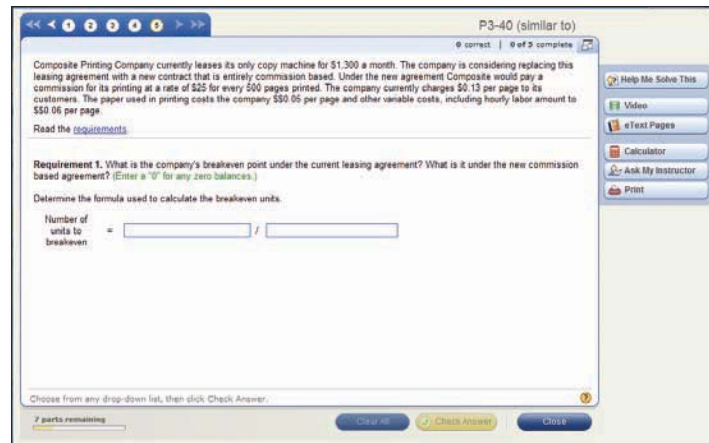 1 2 3 4 5
P3-40 (similar to)
0 correct | 0 of 5 complete
Composite Printing Company currently leases its only copy machine for $1,300 a month. The company is considering replacing this
leasing agreement with a new contract that is entirely commission based. Under the new agreement Composite would pay a
commission for its printing at a rate of $25 for every 500 pages printed. The company currently charges $0.13 per page to its
customers. The paper used in printing costs the company $$0.05 per page and other variable costs, including hourly labor amount to
$$0.06 per page.
Read the requirements.
Requirement 1. What is the company's breakeven point under the current leasing agreement? What is it under the new commission
based agreement? (Enter a "0" for any zero balances.)
Determine the formula used to calculate the breakeven units.
Number of
units to
breakeven
= /
Choose from any drop-down list, then click Check Answer.
?
7 parts remaining
Clear All
Check Answer
Close
Help Me Solve This
Video
eText Pages
Calculator
Ask My Instructor
Print